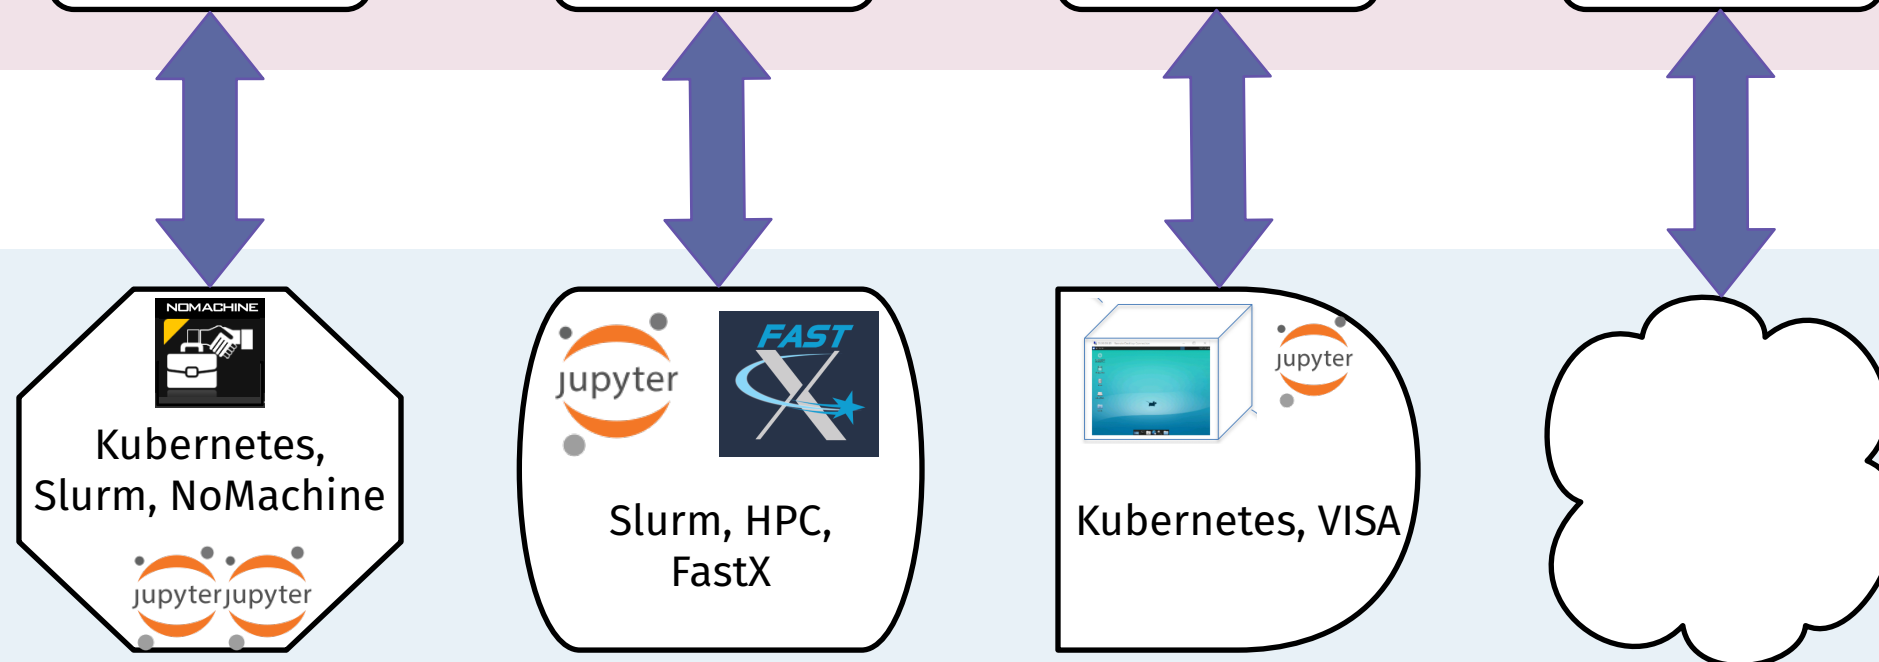 NOMACHINE
Kubernetes,
Slurm, NoMachine
jupyter jupyter
jupyter
FAST
X
Slurm, HPC,
FastX
jupyter
Kubernetes, VISA